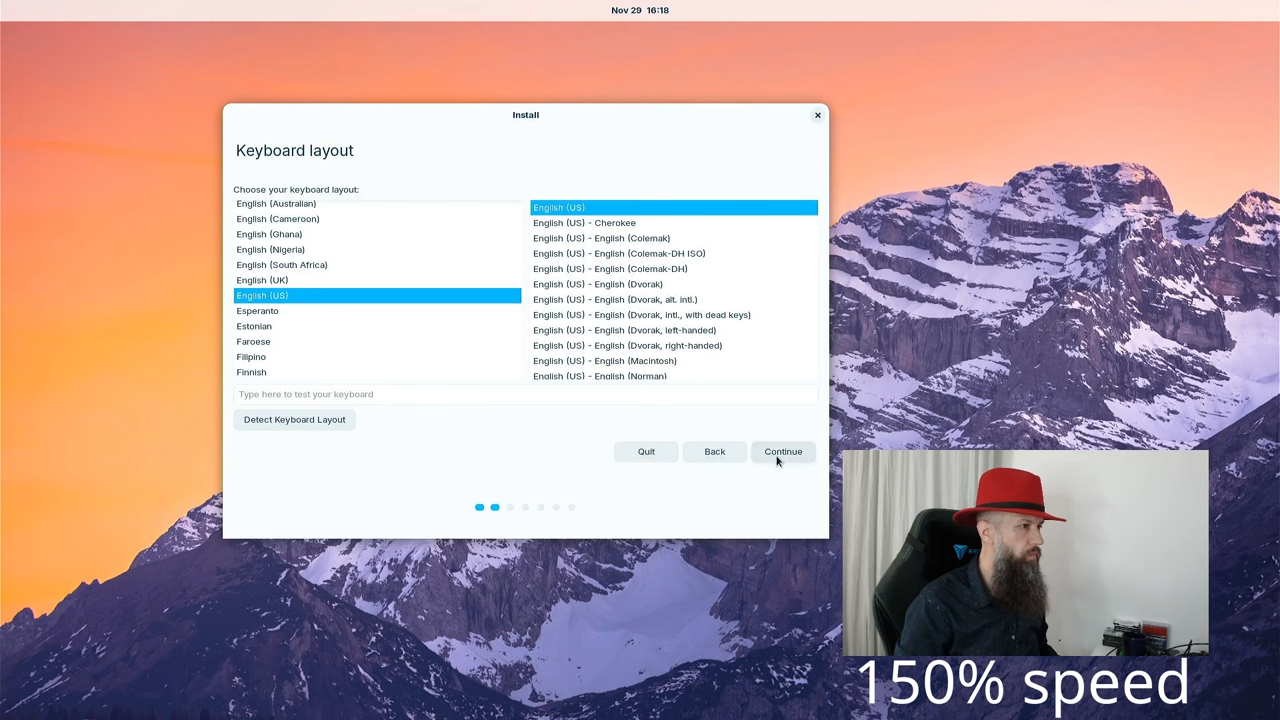 Nov 29 16:18
Install
Keyboard layout
Choose your keyboard layout:
English (Australian)
English (Cameroon)
English (Ghana)
English (Nigeria)
English (South Africa)
English (UK)
English (US)
Esperanto
Estonian
Faroese
Filipino
Finnish
English (US)
English (US) - Cherokee
English (US) - English (Colemak)
English (US) - English (Colemak-DH ISO)
English (US) - English (Colemak-DH)
English (US) - English (Dvorak)
English (US) - English (Dvorak, alt. intl.)
English (US) - English (Dvorak, intl., with dead keys)
English (US) - English (Dvorak, left-handed)
English (US) - English (Dvorak, right-handed)
English (US) - English (Macintosh)
English (US) - English (Norman)
Type here to test your keyboard
Detect Keyboard Layout
Quit Back Continue
150% speed